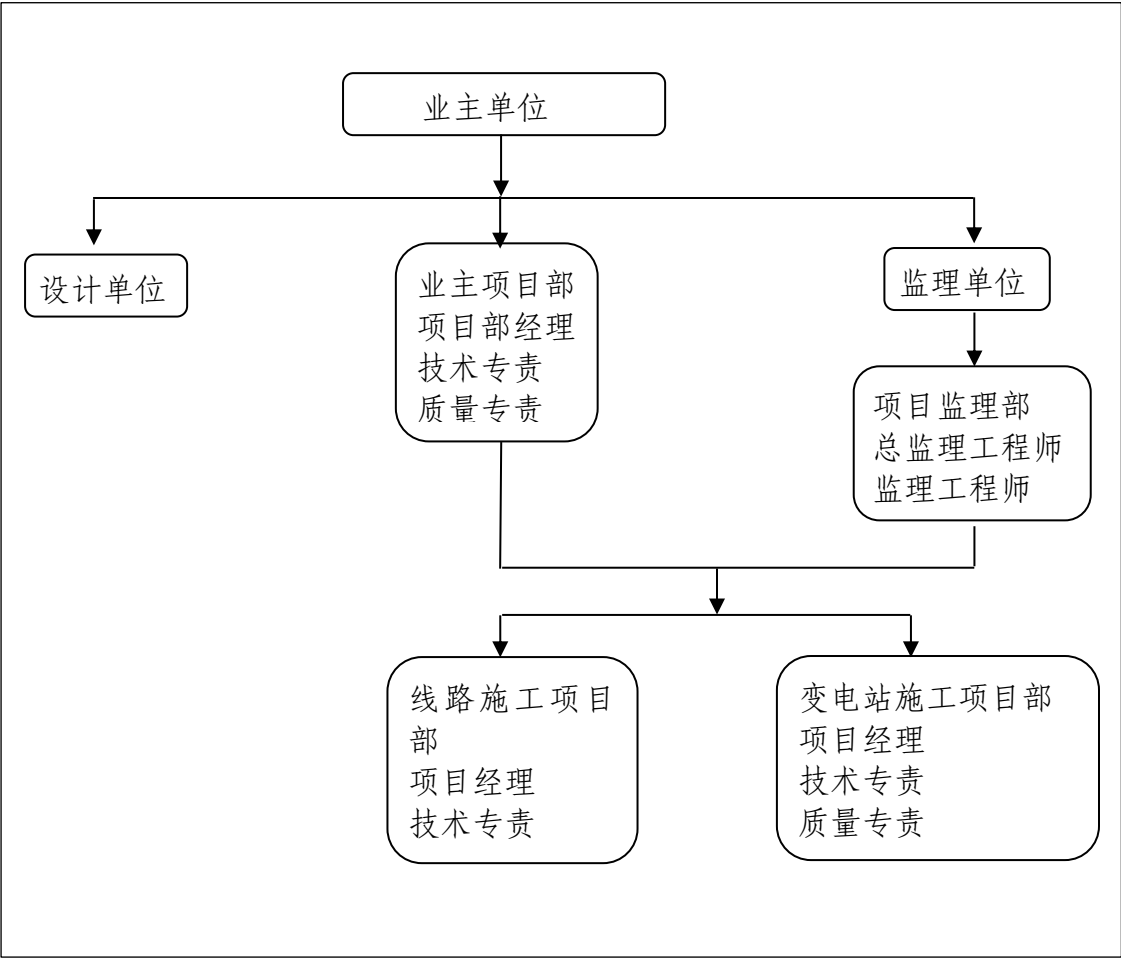 业主单位
设计单位
业主项目部
项目部经理
技术专责
质量专责
监理单位
项目监理部
总监理工程师
监理工程师
线路施工项目
部
项目经理
技术专责
变电站施工项目部
项目经理
技术专责
质量专责